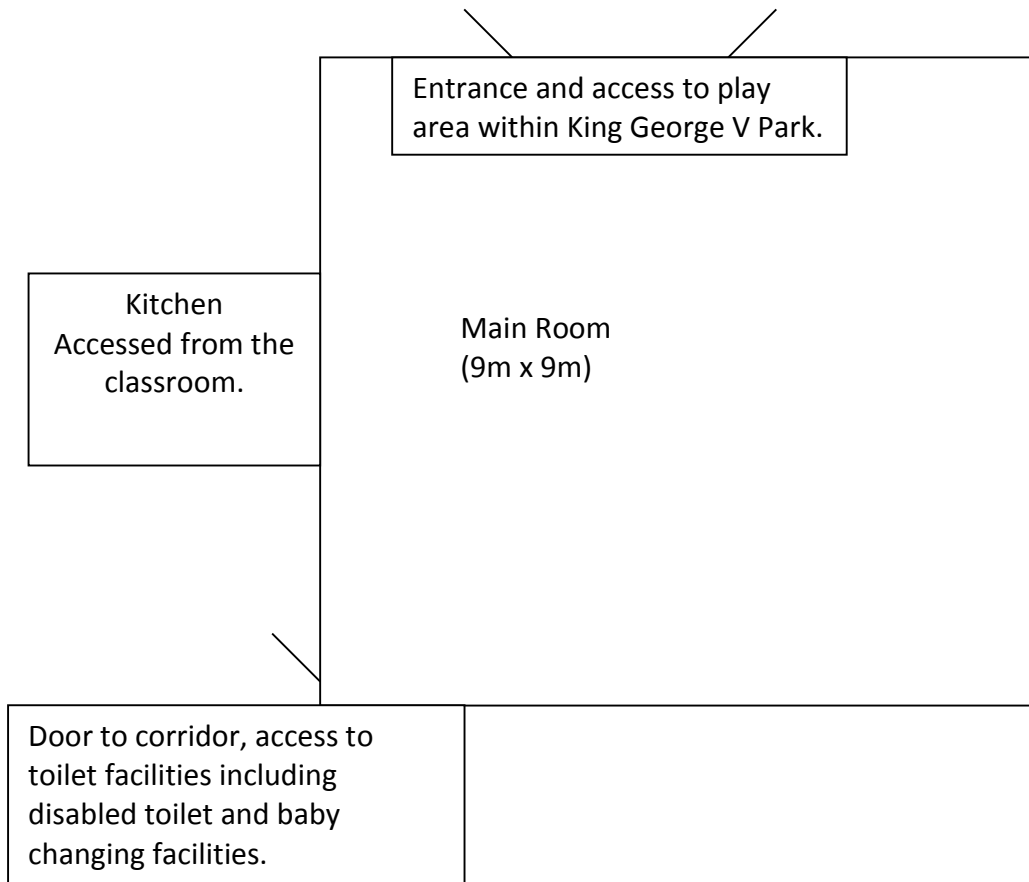 Entrance and access to play
area within King George V Park.
Kitchen
Accessed from the
classroom.
Main Room
(9m x 9m)
Door to corridor, access to
toilet facilities including
disabled toilet and baby
changing facilities.